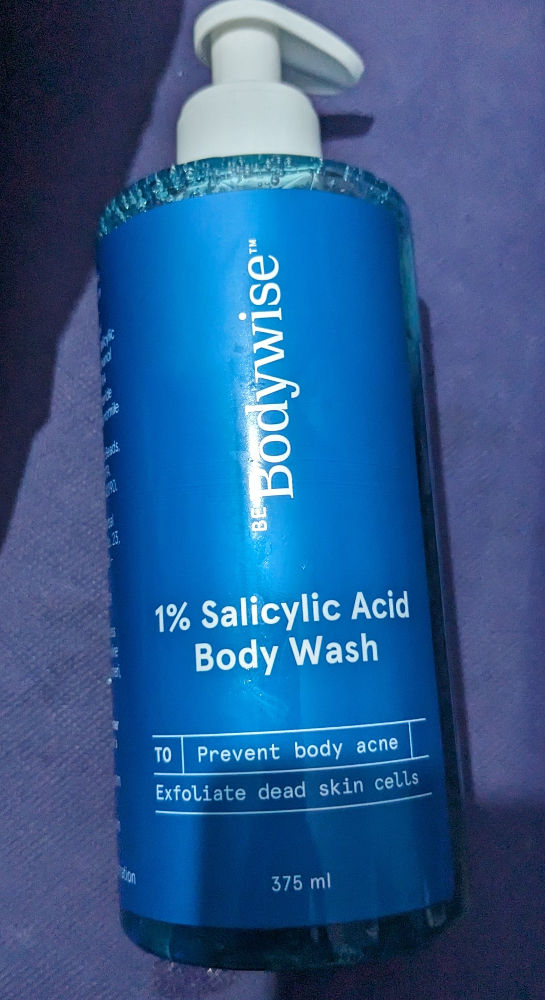 BE Bodywise™
1% Salicylic Acid
Body Wash
TO Prevent body acne
Exfoliate dead skin cells
375 ml